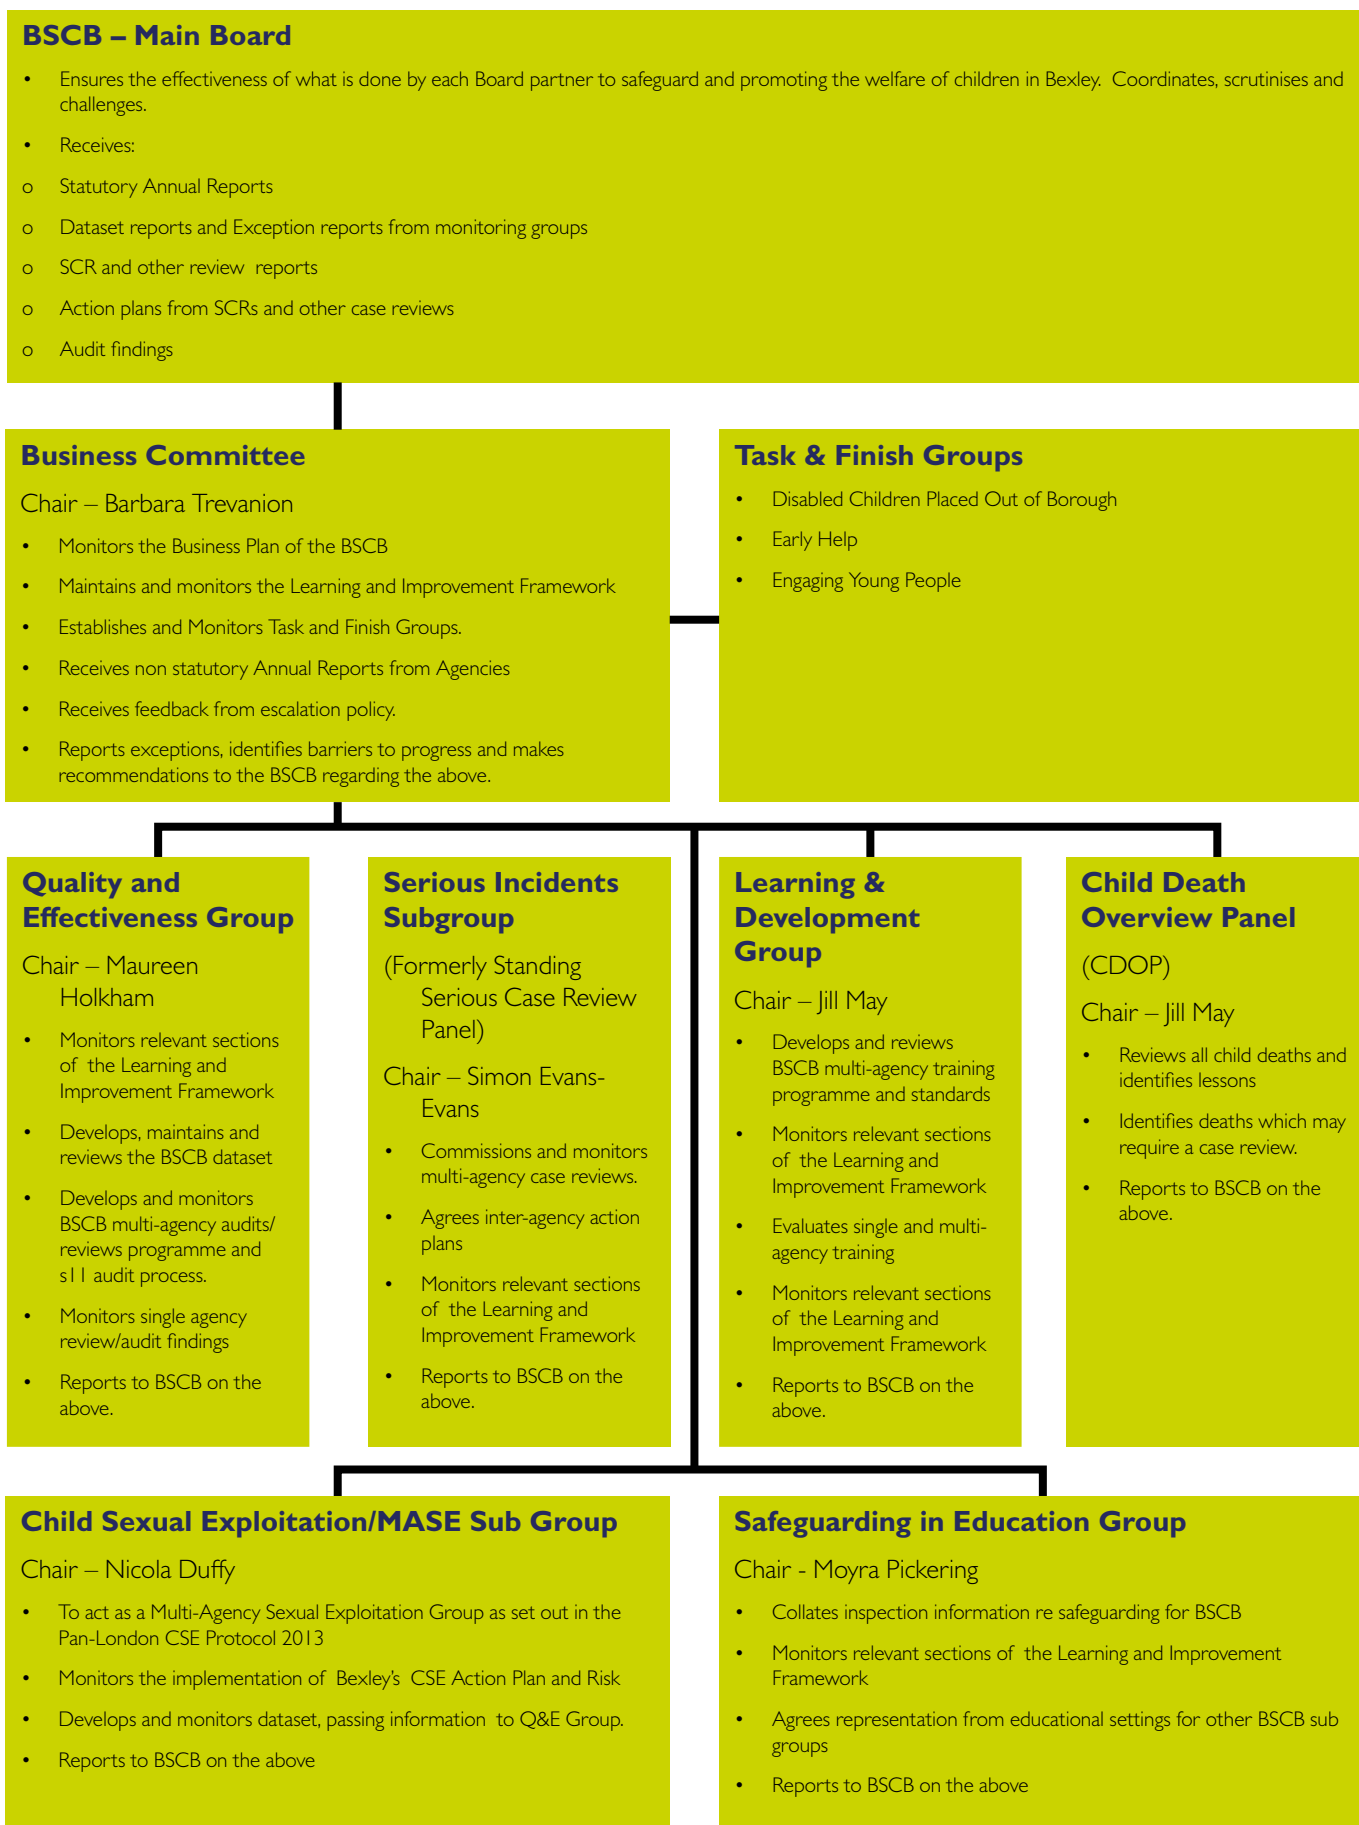 BSCB – Main Board
• Ensures the effectiveness of what is done by each Board partner to safeguard and promoting the welfare of children in Bexley.  Coordinates, scrutinises and
challenges.
• Receives:
o Statutory Annual Reports
o Dataset reports and Exception reports from monitoring groups
o SCR and other review  reports
o Action plans from SCRs and other case reviews
o Audit findings
Business Committee
Chair – Barbara Trevanion
• Monitors the Business Plan of the BSCB
• Maintains and monitors the Learning and Improvement Framework
• Establishes and Monitors Task and Finish Groups.
• Receives non statutory Annual Reports from Agencies
• Receives feedback from escalation policy.
• Reports exceptions, identifies barriers to progress and makes
recommendations to the BSCB regarding the above.
Task & Finish Groups
• Disabled Children Placed Out of Borough
• Early Help
• Engaging Young People
Quality and
Effectiveness Group
Chair – Maureen
Holkham
• Monitors relevant sections
of  the Learning and
Improvement Framework
• Develops, maintains and
reviews the BSCB dataset
• Develops and monitors
BSCB multi-agency audits/
reviews programme and
s11 audit process.
• Monitors single agency
review/audit findings
• Reports to BSCB on the
above.
Serious Incidents
Subgroup
(Formerly Standing
Serious Case Review
Panel)
Chair – Simon Evans-
Evans
• Commissions and monitors
multi-agency case reviews.
• Agrees inter-agency action
plans
• Monitors relevant sections
of  the Learning and
Improvement Framework
• Reports to BSCB on the
above.
Learning &
Development
Group
Chair – Jill May
• Develops and reviews
BSCB multi-agency training
programme and standards
• Monitors relevant sections
of  the Learning and
Improvement Framework
• Evaluates single and multi-
agency training
• Monitors relevant sections
of  the Learning and
Improvement Framework
• Reports to BSCB on the
above.
Child Death
Overview Panel
(CDOP)
Chair – Jill May
• Reviews all child deaths and
identifies lessons
• Identifies deaths which may
require a case review.
• Reports to BSCB on the
above.
Child Sexual Exploitation/MASE Sub Group
Chair – Nicola Duffy
• To act as a Multi-Agency Sexual Exploitation Group as set out in the
Pan-London CSE Protocol 2013
• Monitors the implementation of  Bexley's  CSE Action Plan and Risk
• Develops and monitors dataset, passing information  to Q&E Group.
• Reports to BSCB on the above
Safeguarding in Education Group
Chair - Moyra Pickering
• Collates inspection information re safeguarding for BSCB
• Monitors relevant sections of  the Learning and Improvement
Framework
• Agrees representation from educational settings for other BSCB sub
groups
• Reports to BSCB on the above